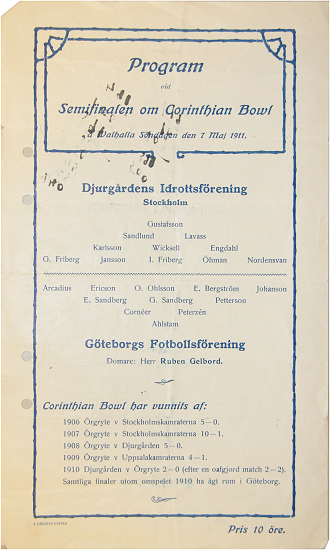 Program
vid
Semifinalen om Corinthian Bowl
å Walhalla Söndagen den 7 Maj 1911.
Djurgårdens Idrottsförening
Stockholm
Gustafsson
Sandlund Lavass
Karlsson Wicksell Engdahl
G. Friberg Jansson I. Friberg Öhman Nordensvan
Arcadius Ericson O. Ohlsson E. Bergström Johanson
E. Sandberg G. Sandberg Petterson
Cornéer Peterzén
Ahlstam
Göteborgs Fotbollsförening
Domare: Herr Ruben Gelbord.
Corinthian Bowl har vunnits af:
1906 Örgryte v Stockholmskamraterna 5—0.
1907 Örgryte v Stockholmskamraterna 10—1.
1908 Örgryte v Djurgården 5—0.
1909 Örgryte v Uppsalakamraterna 4—1.
1910 Djurgården v Örgryte 2—0 (efter en oafgjord match 2—2).
Samtliga finaler utom omspelet 1910 ha ägt rum i Göteborg.
Pris 10 öre.